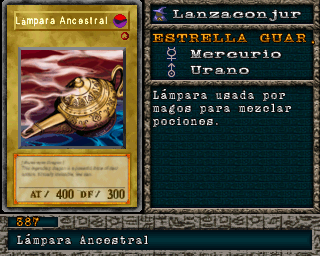 Lámpara Ancestral
AT/ 400 DF/ 300
Lanzaconjur
ESTRELLA GUAR.
Mercurio
Urano
Lámpara usada por
magos para mezclar
pociones.
387
Lámpara Ancestral